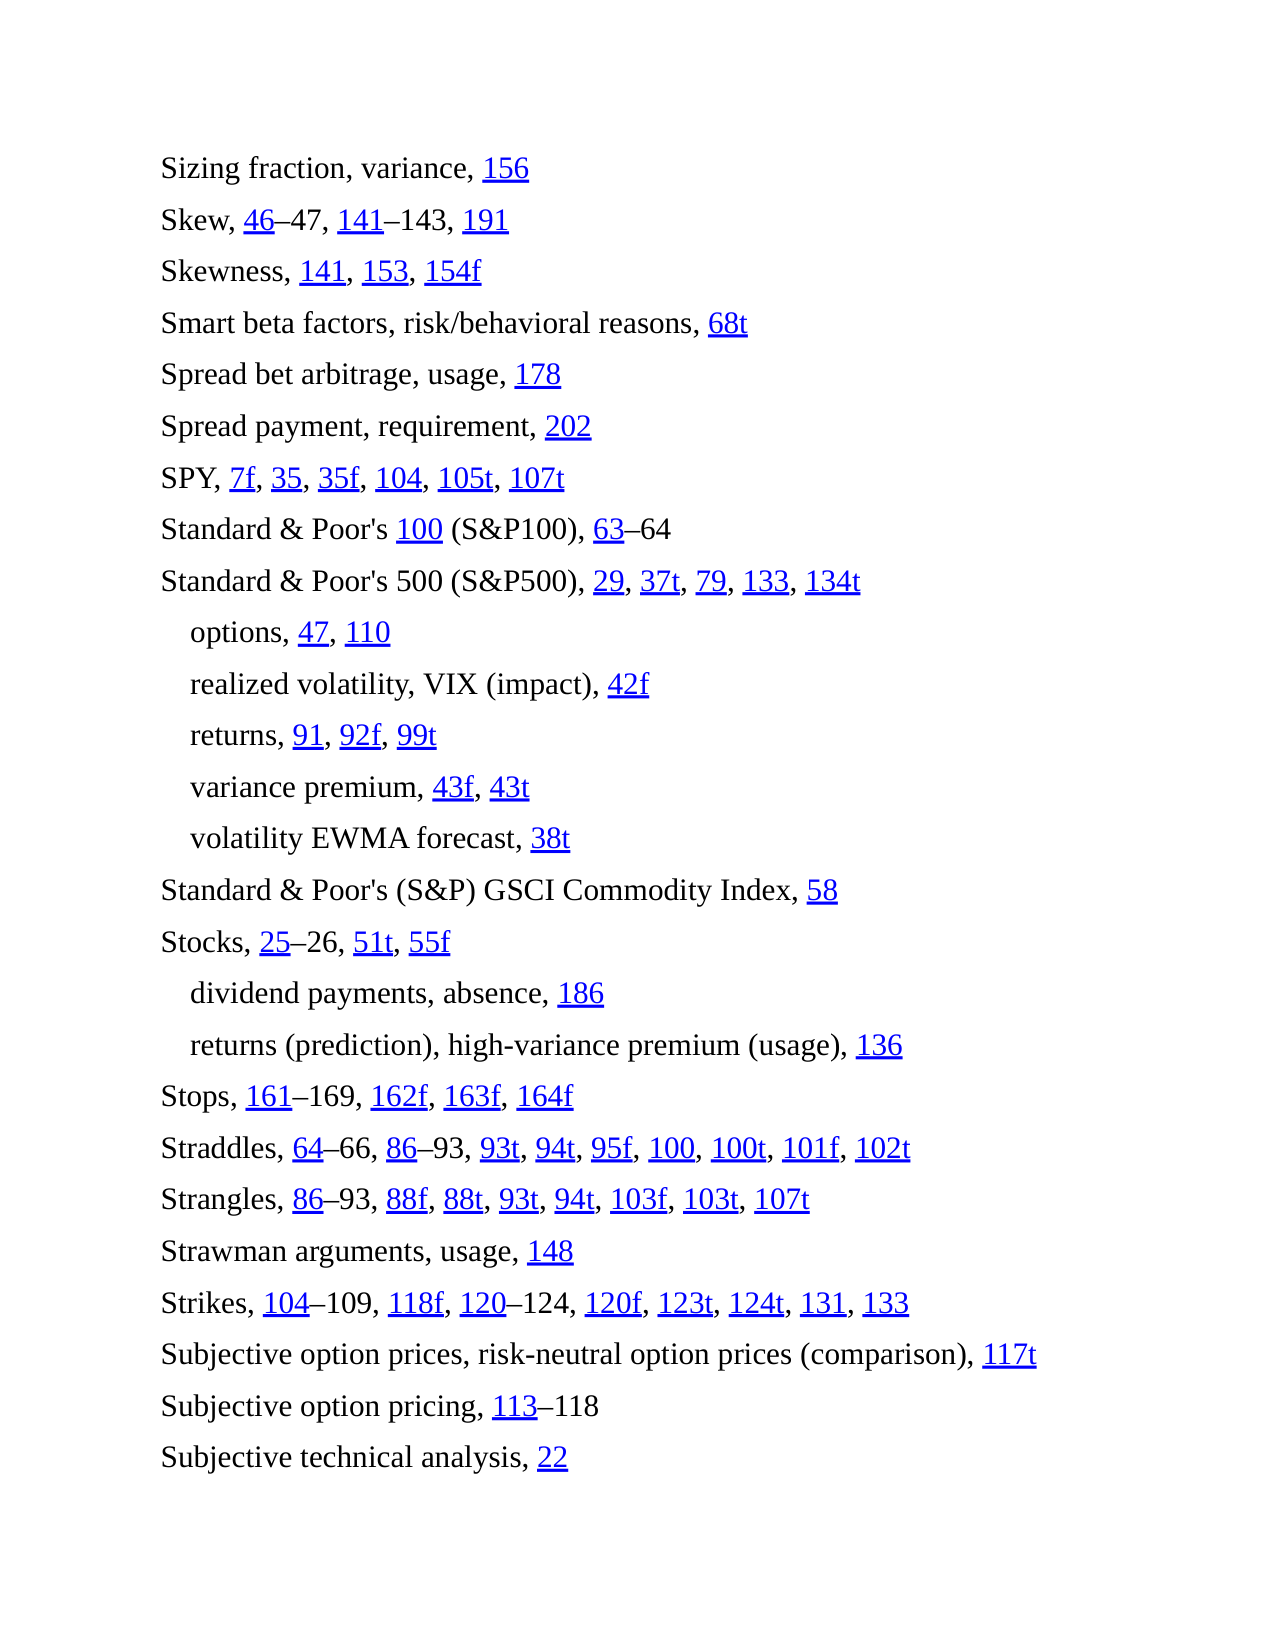 Sizing fraction, variance, 156
Skew, 46–47, 141–143, 191
Skewness, 141, 153, 154f
Smart beta factors, risk/behavioral reasons, 68t
Spread bet arbitrage, usage, 178
Spread payment, requirement, 202
SPY, 7f, 35, 35f, 104, 105t, 107t
Standard & Poor's 100 (S&P100), 63–64
Standard & Poor's 500 (S&P500), 29, 37t, 79, 133, 134t
options, 47, 110
realized volatility, VIX (impact), 42f
returns, 91, 92f, 99t
variance premium, 43f, 43t
volatility EWMA forecast, 38t
Standard & Poor's (S&P) GSCI Commodity Index, 58
Stocks, 25–26, 51t, 55f
dividend payments, absence, 186
returns (prediction), high-variance premium (usage), 136
Stops, 161–169, 162f, 163f, 164f
Straddles, 64–66, 86–93, 93t, 94t, 95f, 100, 100t, 101f, 102t
Strangles, 86–93, 88f, 88t, 93t, 94t, 103f, 103t, 107t
Strawman arguments, usage, 148
Strikes, 104–109, 118f, 120–124, 120f, 123t, 124t, 131, 133
Subjective option prices, risk-neutral option prices (comparison), 117t
Subjective option pricing, 113–118
Subjective technical analysis, 22